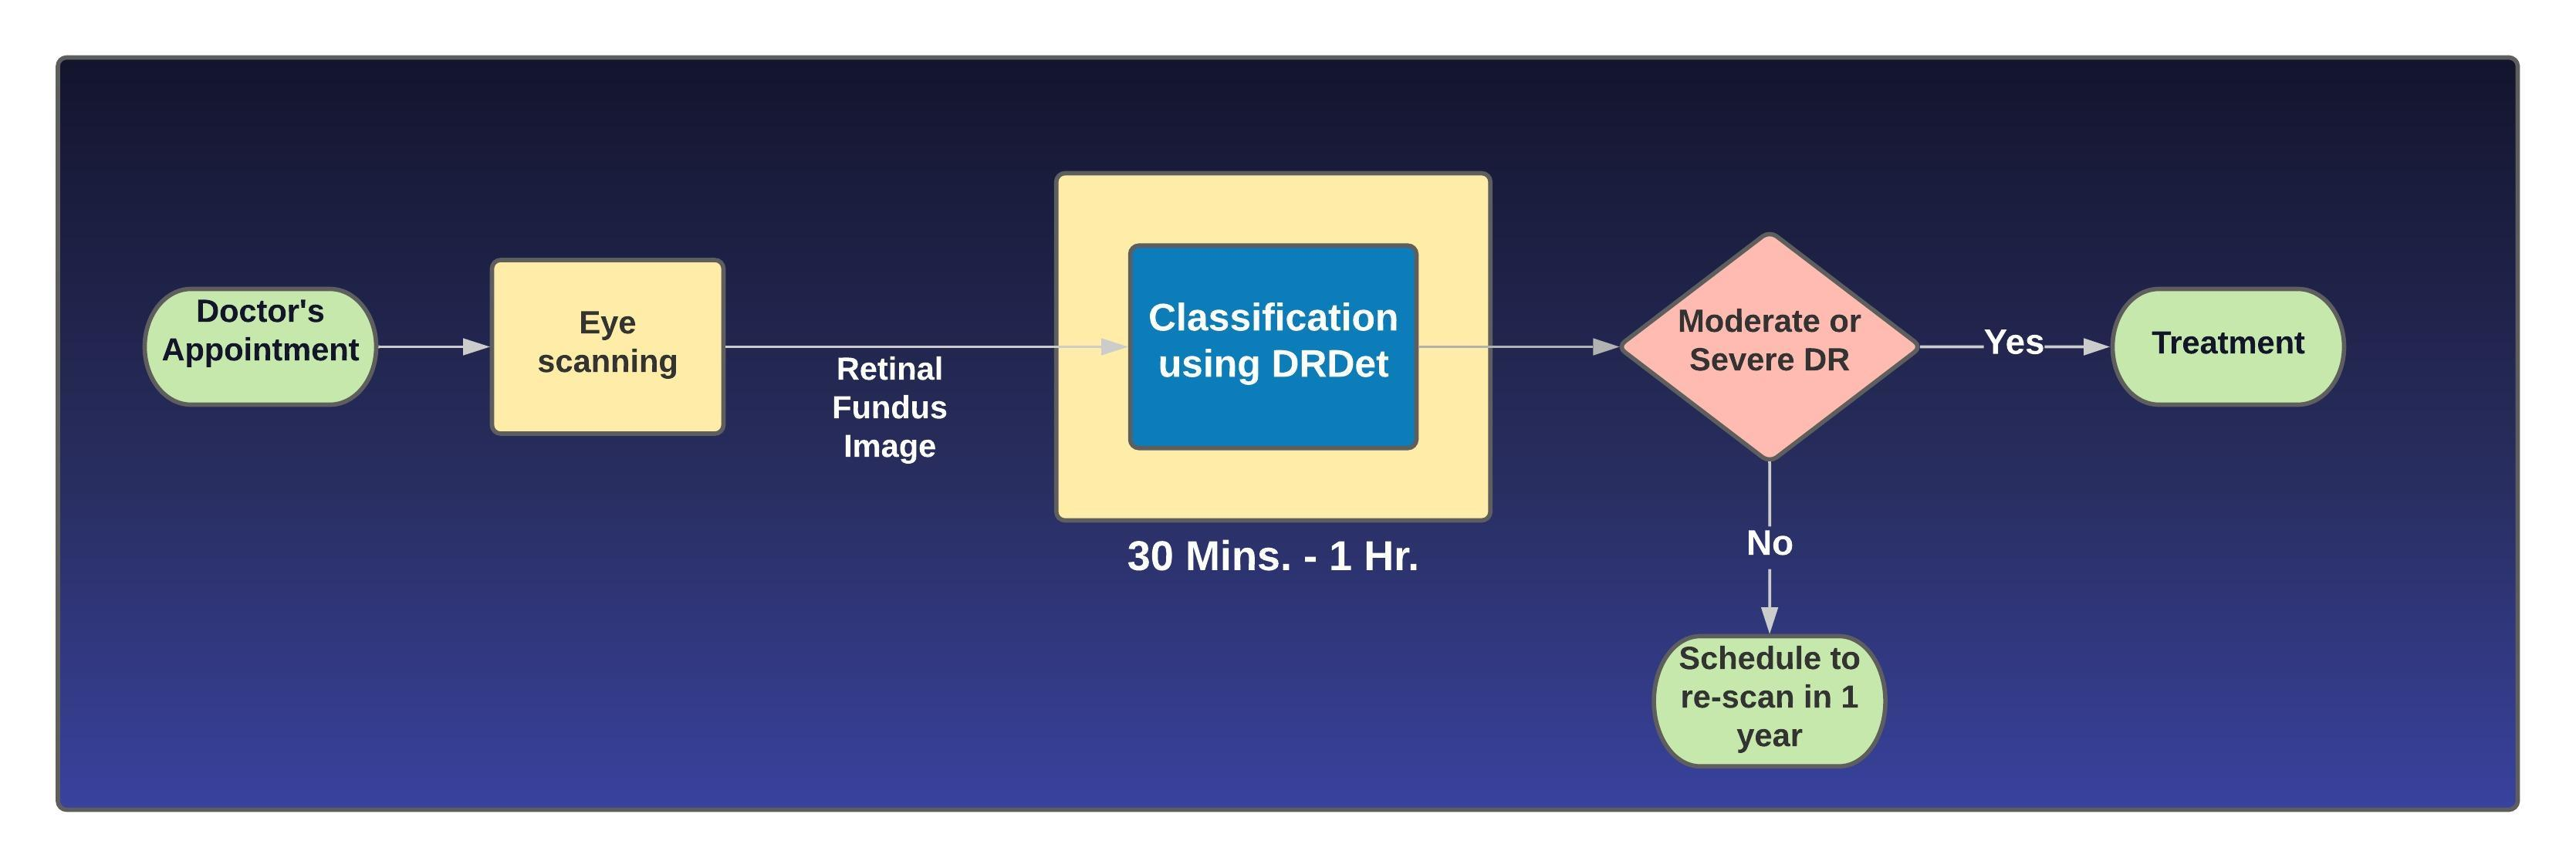 Doctor's
Appointment
Eye
scanning
Retinal
Fundus
Image
Classification
using DRDet
30 Mins. - 1 Hr.
Moderate or
Severe DR
Yes
Treatment
No
Schedule to
re-scan in 1
year